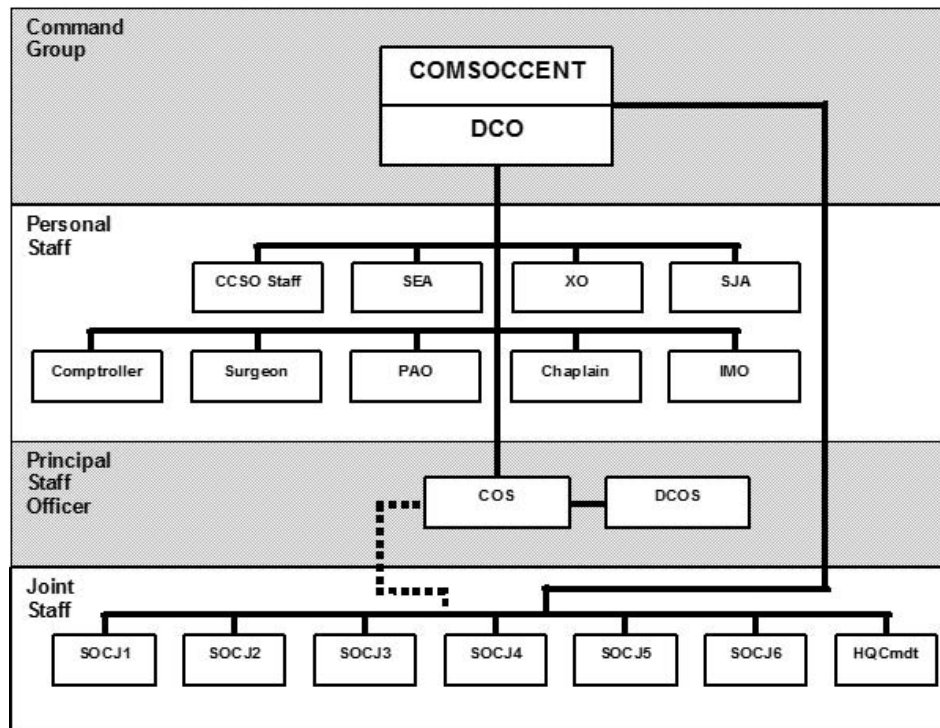 Command
Group
COMSOCCENT
DCO
Personal
Staff
CCSO Staff
SEA
XO
SJA
Comptroller
Surgeon
PAO
Chaplain
IMO
Principal
Staff
Officer
COS
DCOS
Joint
Staff
SOCJ1
SOCJ2
SOCJ3
SOCJ4
SOCJ5
SOCJ6
HQCmdt